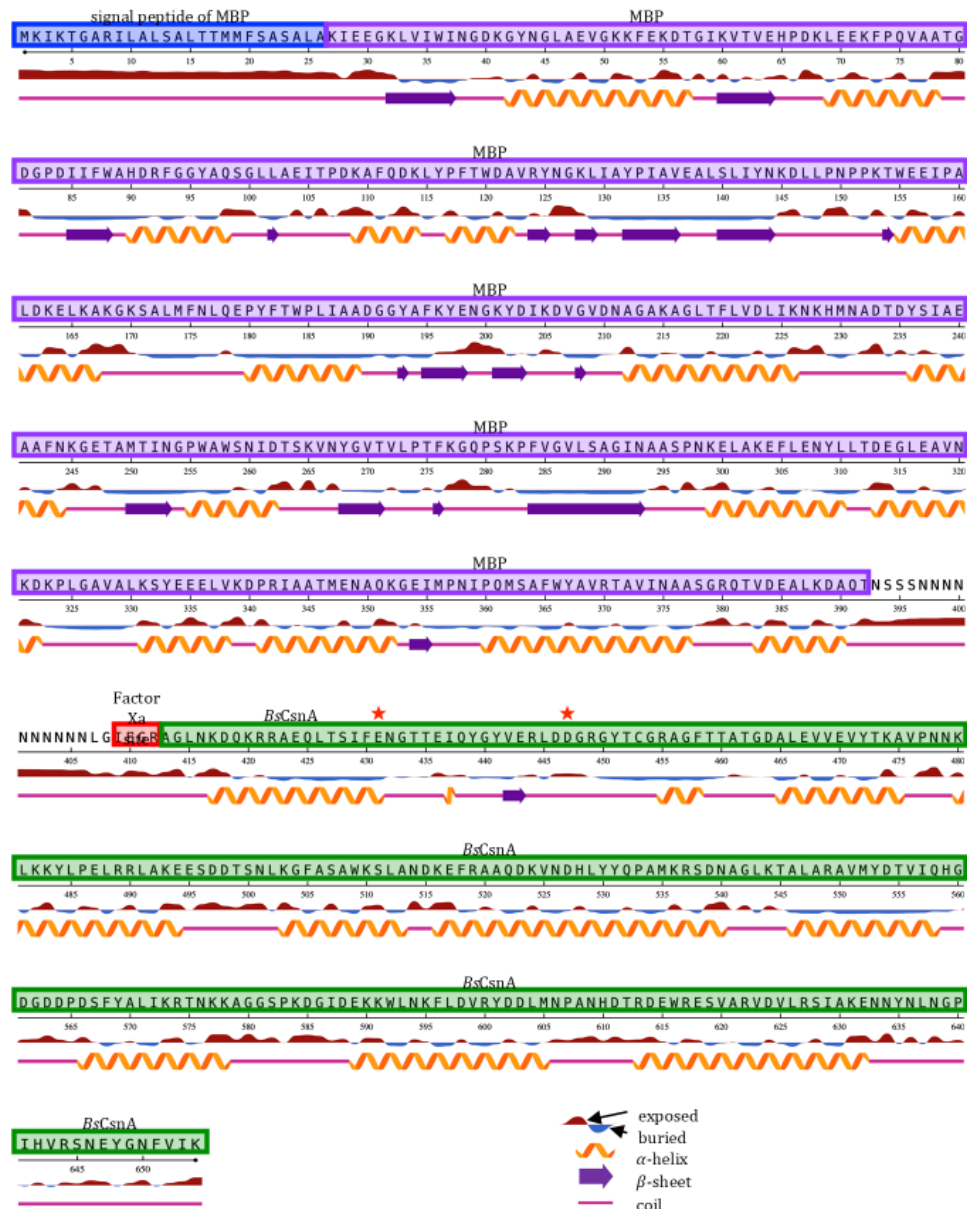 signal peptide of MBP MBP
MKIKTGARILALSALTTMMFSASALAKIEEGKLVIWINGDKGYNGLAEVGKKFEKDTGIKVTVEHPDKLEEKFPQVAATG
5 10 15 20 25 30 35 40 45 50 55 60 65 70 75 80
MBP
DGPDIIFWAHDRFGGYAQSGLLAEITPDKAFQDKLYPFTWDAVRYNGKLIAYPIAVEALSLIYNKDLLPNPPKTWEEIPA
85 90 95 100 105 110 115 120 125 130 135 140 145 150 155 160
MBP
LDKELKAKGKSALMFNLQEPYFTWPLIAADGGYAFKYENGKYDIKDVGVDNAGAKAGLTFLVDLIKNKHMNADTDYSIAE
165 170 175 180 185 190 195 200 205 210 215 220 225 230 235 240
MBP
AAFNKGETAMTINGPWAWSNIDTSKVNYGVTVLPTFKGQPSKPFVGVLSAGINAASPNKELAKEFLENYLLTDEGLEAVN
245 250 255 260 265 270 275 280 285 290 295 300 305 310 315 320
MBP
KDKPLGAVALKSYEEELVKDPRIAATMENAQKGEIMPNIPQMSAFWYAVRTAVINAASGRQTVDEALKDAQTNSSSNNNN
325 330 335 340 345 350 355 360 365 370 375 380 385 390 395 400
Factor
Xa BsCsnA
site
NNNNNNLGIEGRAGLNKDQKRRAEQLTSIFENGTTEIQYGYVERLDDGRGYTCGRAGFTTATGDALEVVEVYTKAVPNNK
405 410 415 420 425 430 435 440 445 450 455 460 465 470 475 480
BsCsnA
LKKYLPELRRLAKEESDDTSNLKGFASAWKSLANDKEFRAAQDKVNDHLYYQPAMKRSDNAGLKTALARAVMYDTVIQHG
485 490 495 500 505 510 515 520 525 530 535 540 545 550 555 560
BsCsnA
DGDDPDSFYALIKRTNKKAGGSPKDGIDEKKWLNKFLDVRYDDLMNPANHDTRDEWRESVARVDVLRSIAKENNYNLNGP
565 570 575 580 585 590 595 600 605 610 615 620 625 630 635 640
BsCsnA
IHVRSNEYGNFVIK
645 650
exposed
buried
α-helix
β-sheet
coil